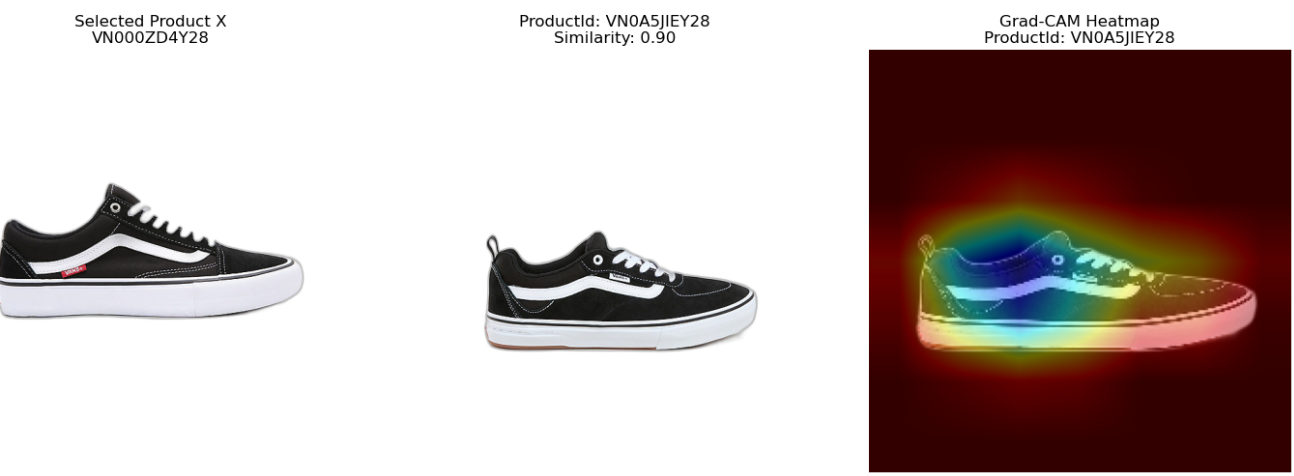 Selected Product X
VN000ZD4Y28
ProductId: VN0A5JIEY28
Similarity: 0.90
Grad-CAM Heatmap
ProductId: VN0A5JIEY28